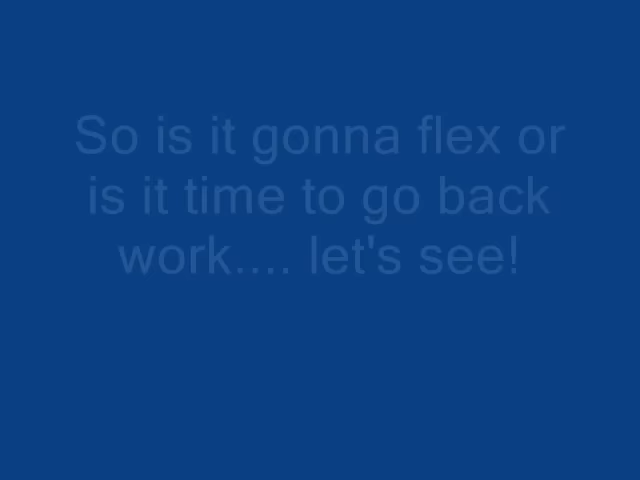 So is it gonna flex or
is it time to go back
work.... let's see!